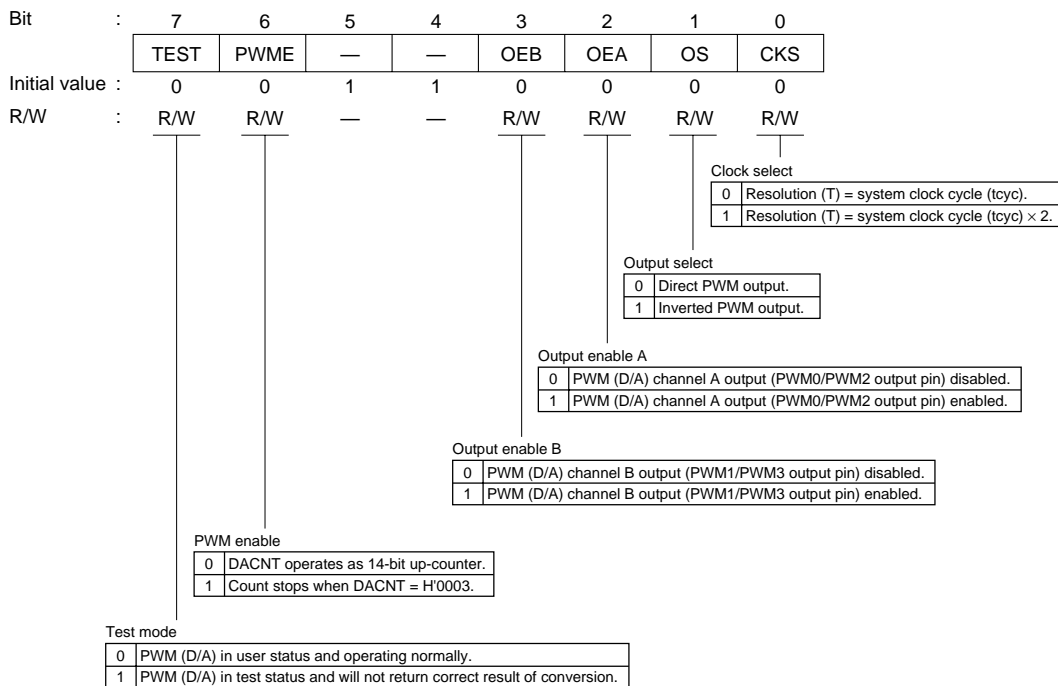 Bit : 7 6 5 4 3 2 1 0
TEST PWME — — OEB OEA OS CKS
Initial value : 0 0 1 1 0 0 0 0
R/W : R/W R/W — — R/W R/W R/W R/W
Clock select
0 Resolution (T) = system clock cycle (tcyc).
1 Resolution (T) = system clock cycle (tcyc) × 2.
Output select
0 Direct PWM output.
1 Inverted PWM output.
Output enable A
0 PWM (D/A) channel A output (PWM0/PWM2 output pin) disabled.
1 PWM (D/A) channel A output (PWM0/PWM2 output pin) enabled.
Output enable B
0 PWM (D/A) channel B output (PWM1/PWM3 output pin) disabled.
1 PWM (D/A) channel B output (PWM1/PWM3 output pin) enabled.
PWM enable
0 DACNT operates as 14-bit up-counter.
1 Count stops when DACNT = H'0003.
Test mode
0 PWM (D/A) in user status and operating normally.
1 PWM (D/A) in test status and will not return correct result of conversion.